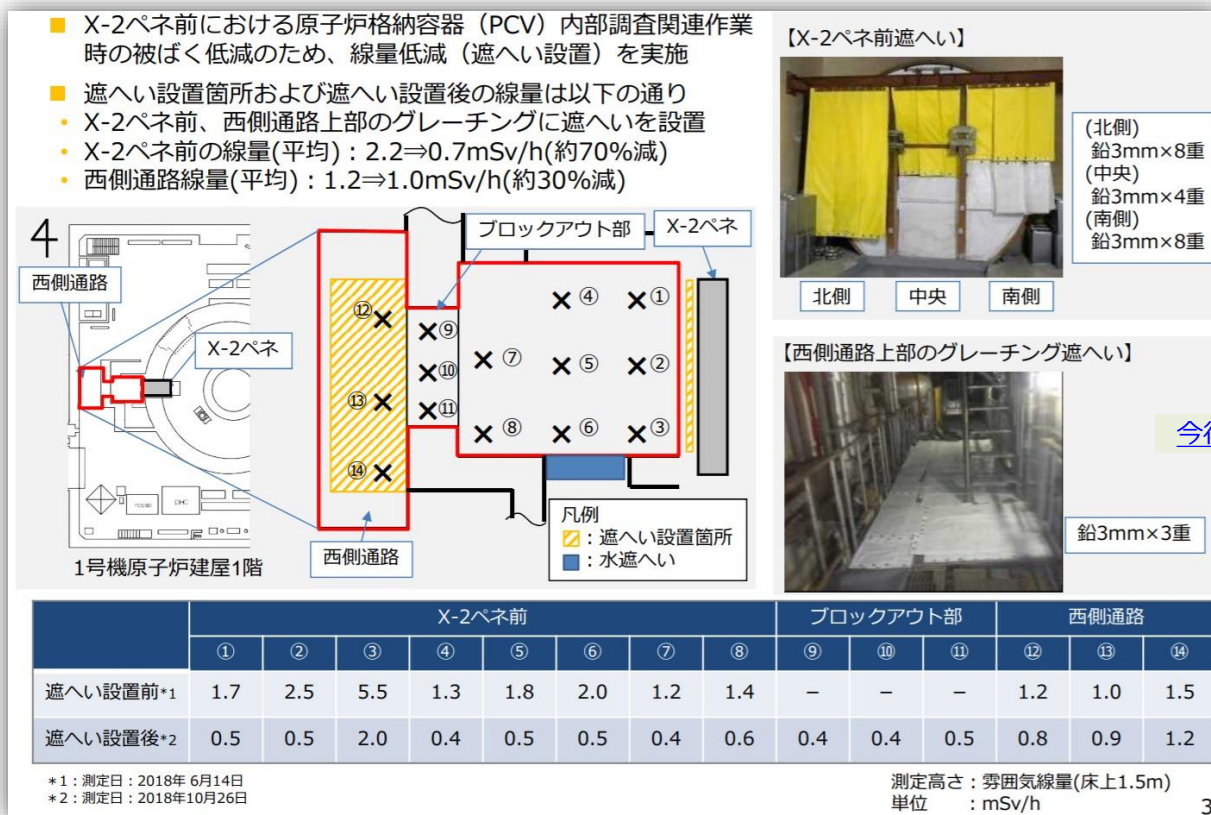 ■ X-2ペネ前における原子炉格納容器（PCV）内部調査関連作業
時の被ばく低減のため、線量低減（遮へい設置）を実施
■ 遮へい設置箇所および遮へい設置後の線量は以下の通り
• X-2ペネ前、西側通路上部のグレーチングに遮へいを設置
• X-2ペネ前の線量(平均)：2.2⇒0.7mSv/h(約70%減)
• 西側通路線量(平均)：1.2⇒1.0mSv/h(約30%減)
【X-2ペネ前遮へい】
(北側)
鉛3mm×8重
(中央)
鉛3mm×4重
(南側)
鉛3mm×8重
北側 中央 南側
4
西側通路
X-2ペネ
1号機原子炉建屋1階
ブロックアウト部
X-2ペネ
④ ①
⑫ ⑨
⑦ ⑤ ②
⑩
⑬ ⑪
⑧ ⑥ ③
⑭
西側通路
凡例
：遮へい設置箇所
：水遮へい
【西側通路上部のグレーチング遮へい】
鉛3mm×3重
X-2ペネ前 ブロックアウト部 西側通路
① ② ③ ④ ⑤ ⑥ ⑦ ⑧ ⑨ ⑩ ⑪ ⑫ ⑬ ⑭
遮へい設置前*1 1.7 2.5 5.5 1.3 1.8 2.0 1.2 1.4 － － － 1.2 1.0 1.5
遮へい設置後*2 0.5 0.5 2.0 0.4 0.5 0.5 0.4 0.6 0.4 0.4 0.5 0.8 0.9 1.2
＊1：測定日：2018年 6月14日
＊2：測定日：2018年10月26日
測定高さ：雰囲気線量(床上1.5m)
単位 ：mSv/h
3